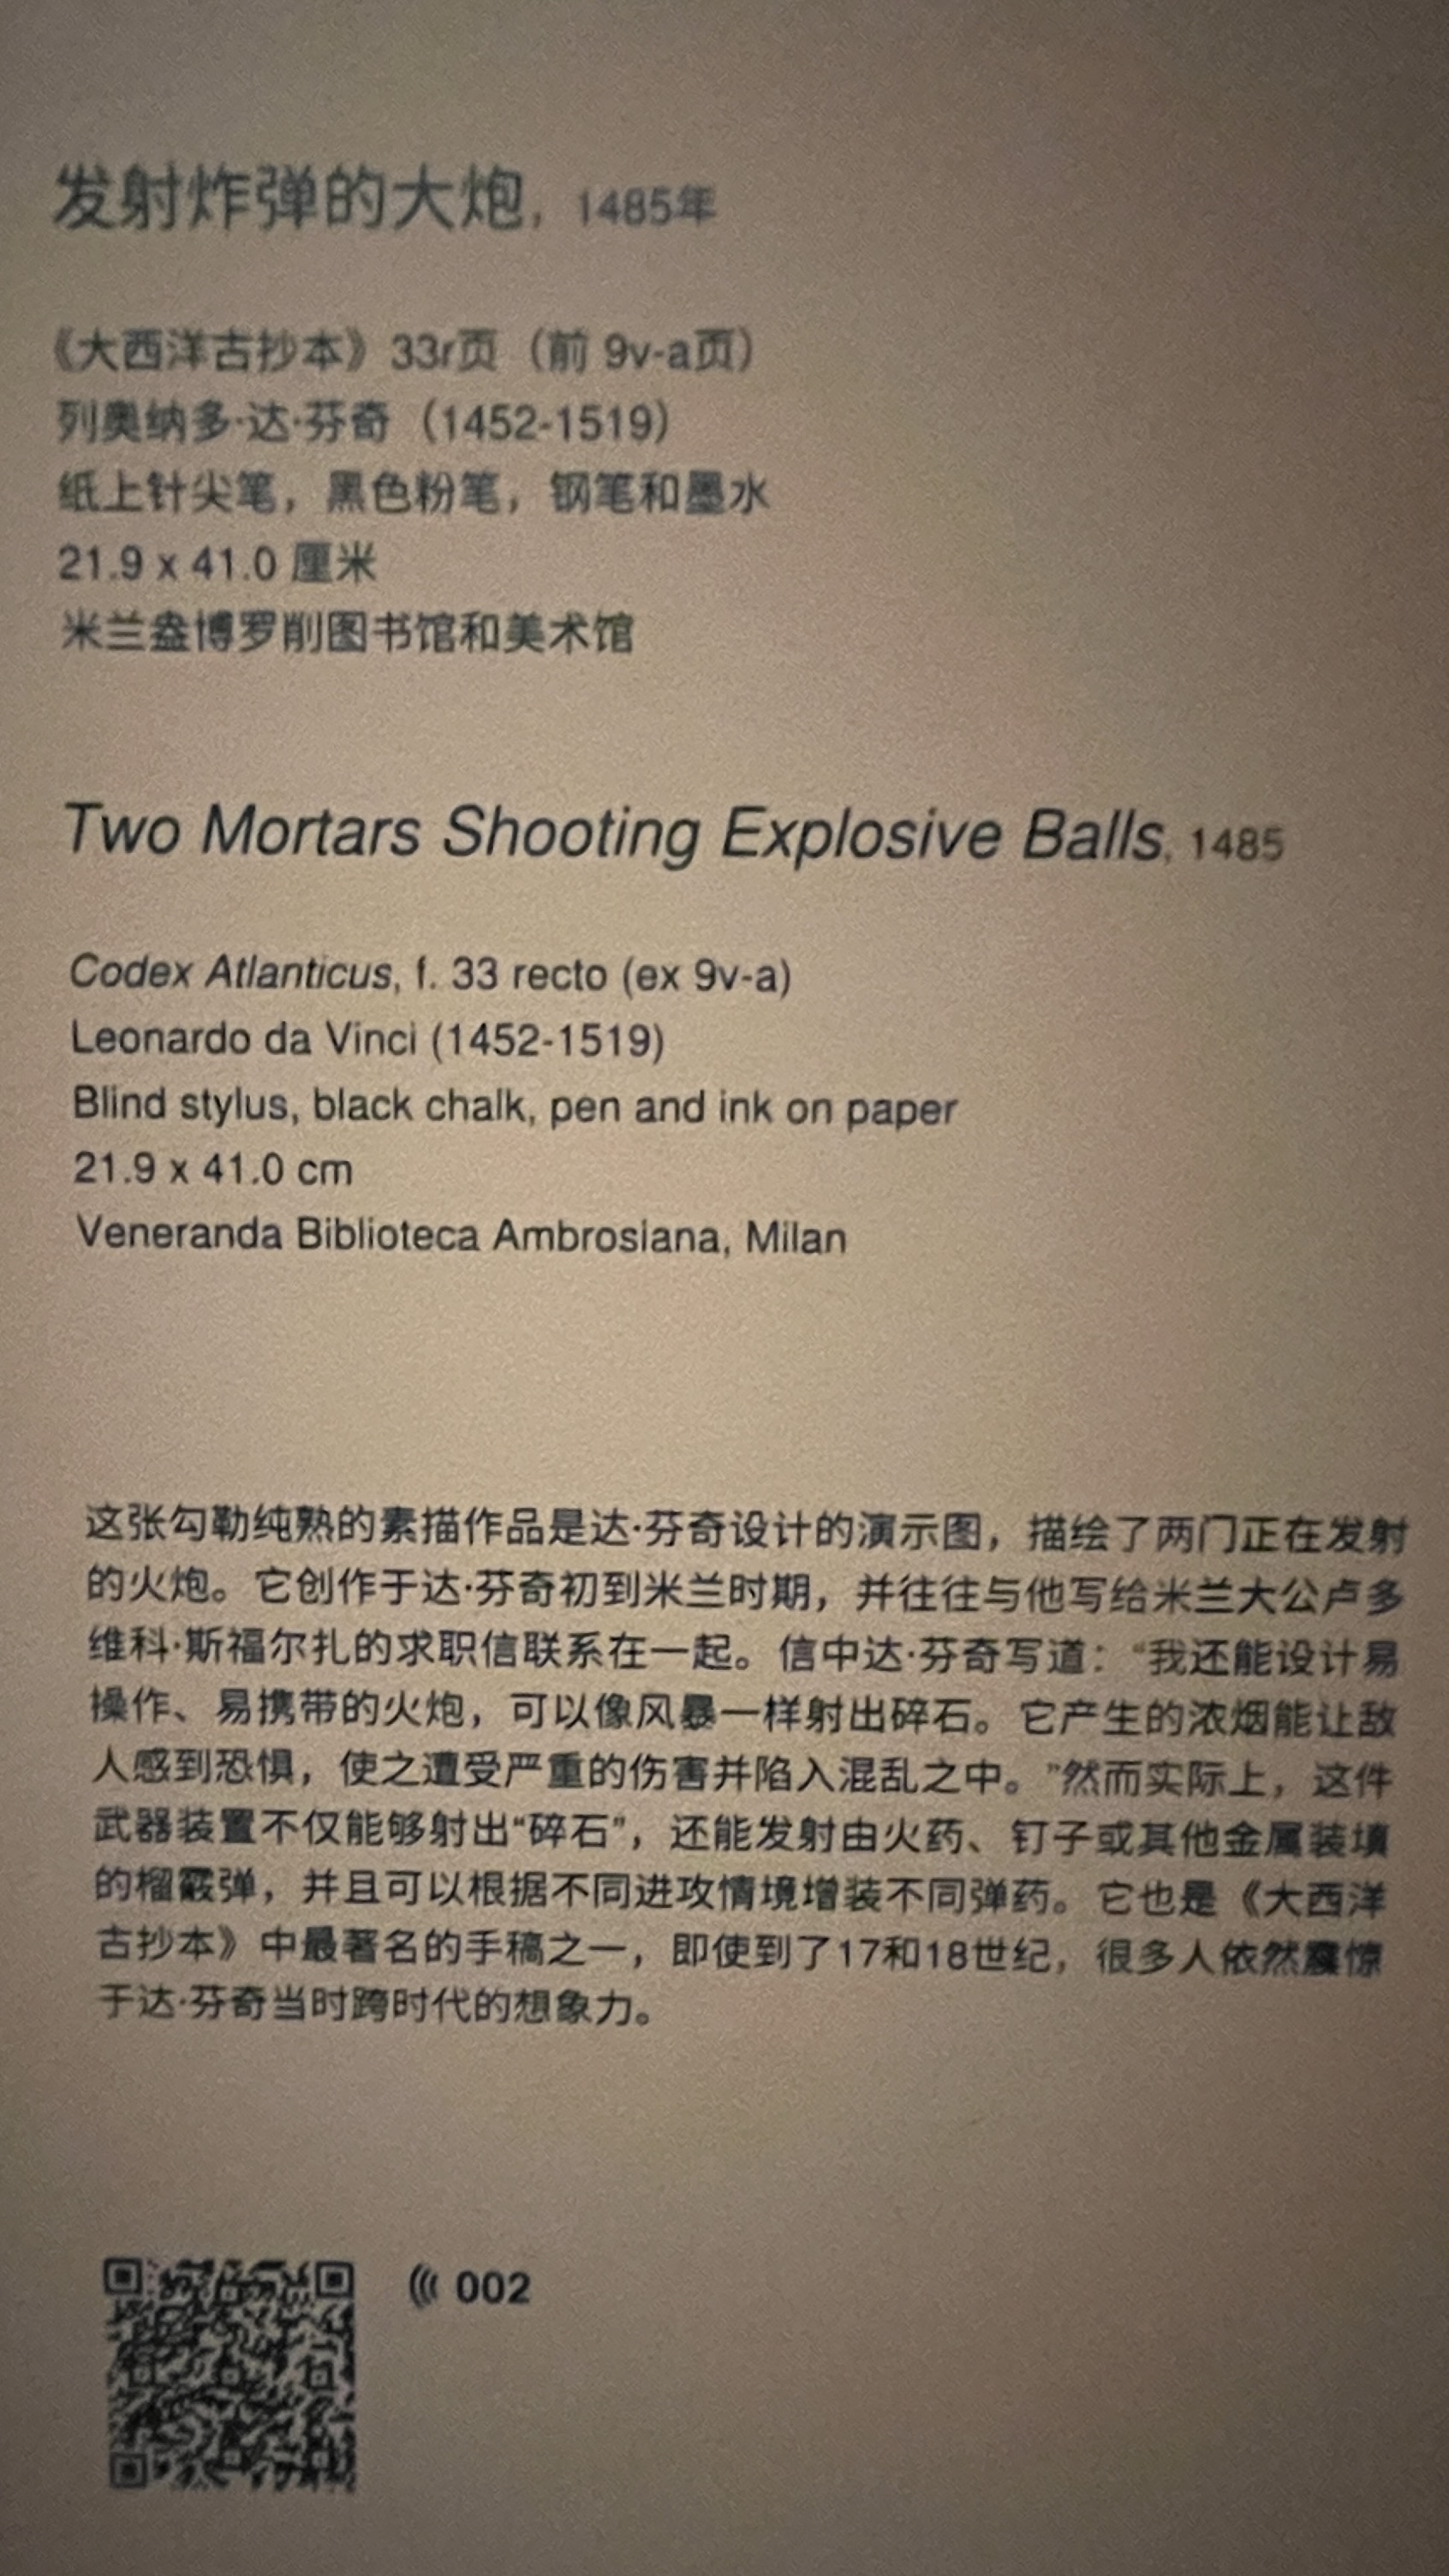 发射炸弹的大炮, 1485年
《大西洋古抄本》33r页（前 9v-a页）
列奥纳多·达·芬奇（1452-1519）
纸上针尖笔，黑色粉笔，钢笔和墨水
21.9 x 41.0 厘米
米兰盎博罗削图书馆和美术馆
Two Mortars Shooting Explosive Balls, 1485
Codex Atlanticus, f. 33 recto (ex 9v-a)
Leonardo da Vinci (1452-1519)
Blind stylus, black chalk, pen and ink on paper
21.9 x 41.0 cm
Veneranda Biblioteca Ambrosiana, Milan
这张勾勒纯熟的素描作品是达·芬奇设计的演示图，描绘了两门正在发射
的火炮。它创作于达·芬奇初到米兰时期，并往往与他写给米兰大公卢多
维科·斯福尔扎的求职信联系在一起。信中达·芬奇写道：“我还能设计易
操作、易携带的火炮，可以像风暴一样射出碎石。它产生的浓烟能让敌
人感到恐惧，使之遭受严重的伤害并陷入混乱之中。”然而实际上，这件
武器装置不仅能够射出“碎石”，还能发射由火药、钉子或其他金属装填
的榴霰弹，并且可以根据不同进攻情境增装不同弹药。它也是《大西洋
古抄本》中最著名的手稿之一，即使到了17和18世纪，很多人依然震惊
于达·芬奇当时跨时代的想象力。
002